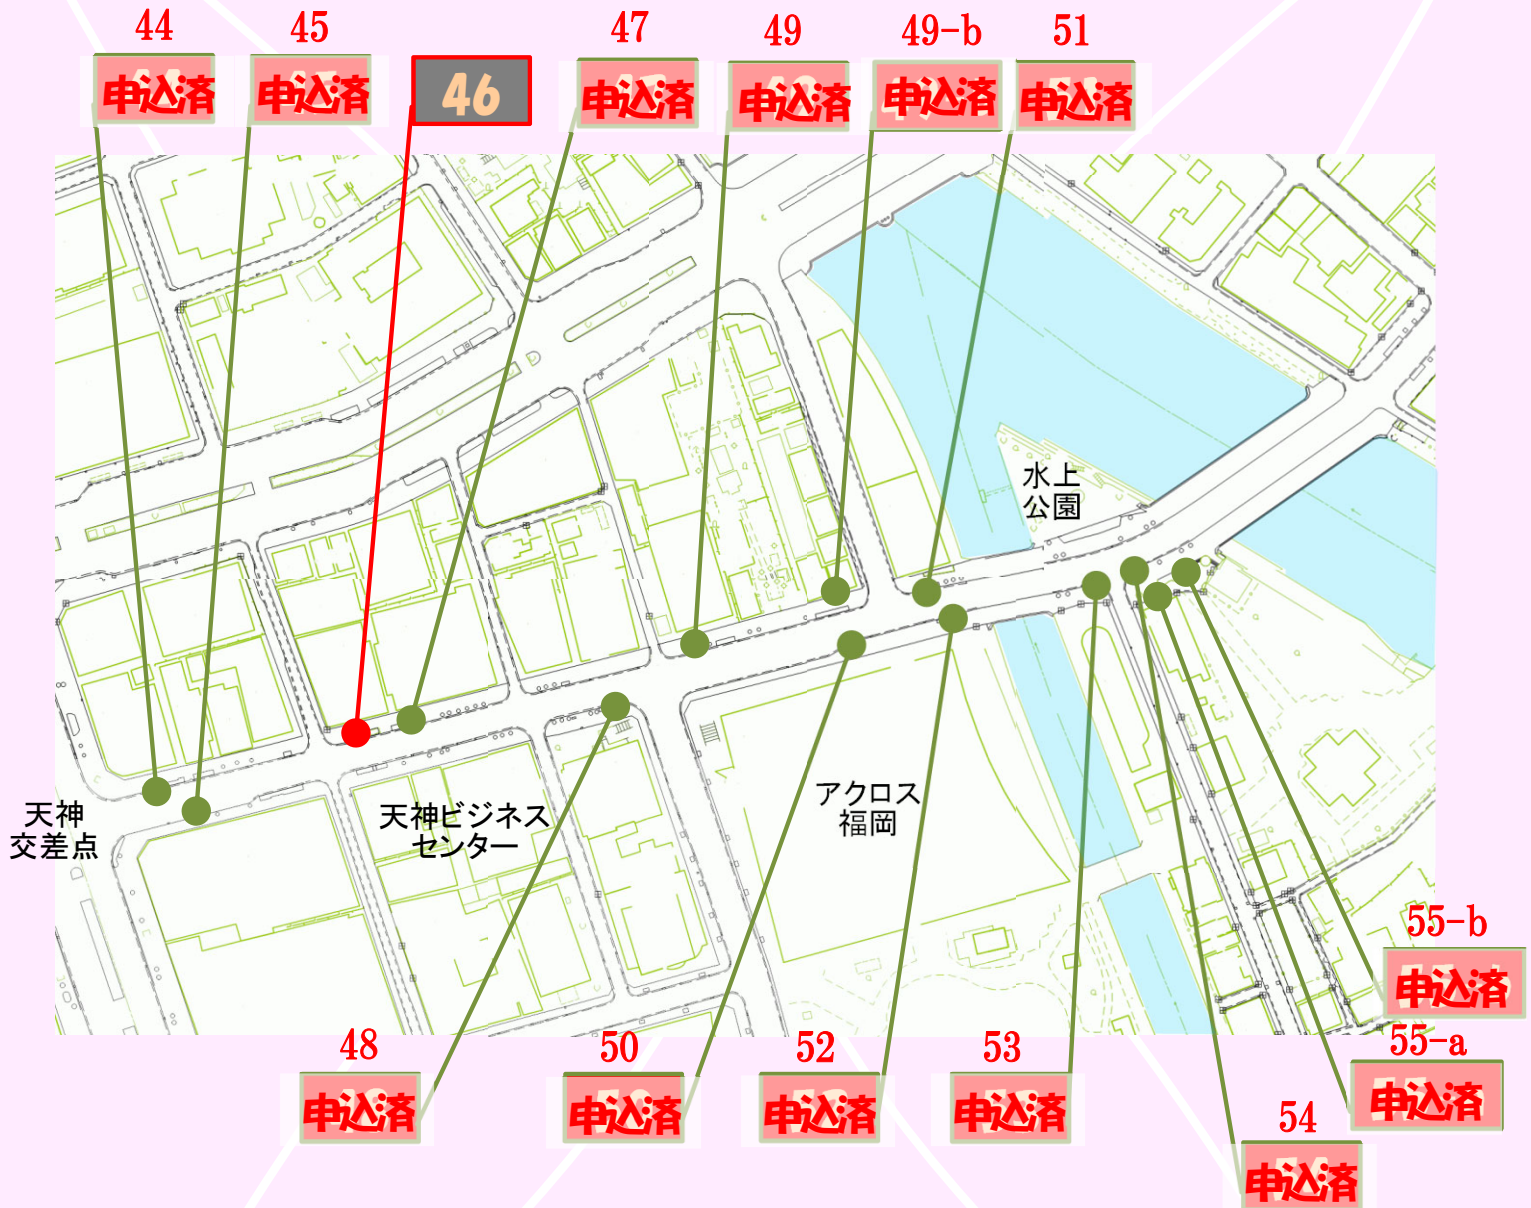 44
45
47
49
49-b
51
申込済
申込済
46
申込済
申込済
申込済
申込済
水上
公園
天神
交差点
天神ビジネス
センター
アクロス
福岡
55-b
申込済
55-a
申込済
48
50
52
53
申込済
申込済
申込済
申込済
54
申込済